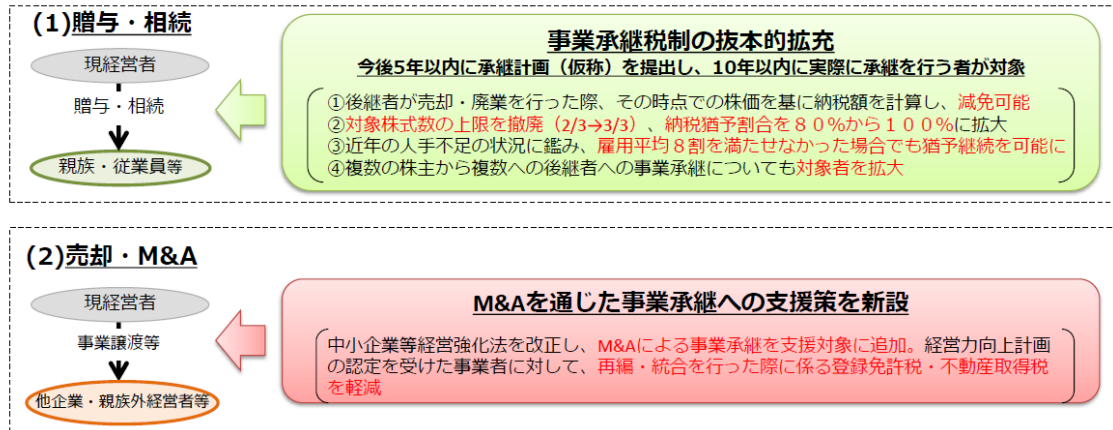 (1)贈与・相続
現経営者
贈与・相続
親族・従業員等
事業承継税制の抜本的拡充
今後5年以内に承継計画（仮称）を提出し、10年以内に実際に承継を行う者が対象
①後継者が売却・廃業を行った際、その時点での株価を基に納税額を計算し、減免可能
②対象株式数の上限を撤廃（2/3→3/3）、納税猶予割合を８０％から１００％に拡大
③近年の人手不足の状況に鑑み、雇用平均８割を満たせなかった場合でも猶予継続を可能に
④複数の株主から複数への後継者への事業承継についても対象者を拡大
(2)売却・M&A
現経営者
事業譲渡等
他企業・親族外経営者等
M&Aを通じた事業承継への支援策を新設
中小企業等経営強化法を改正し、M&Aによる事業承継を支援対象に追加。経営力向上計画
の認定を受けた事業者に対して、再編・統合を行った際に係る登録免許税・不動産取得税
を軽減